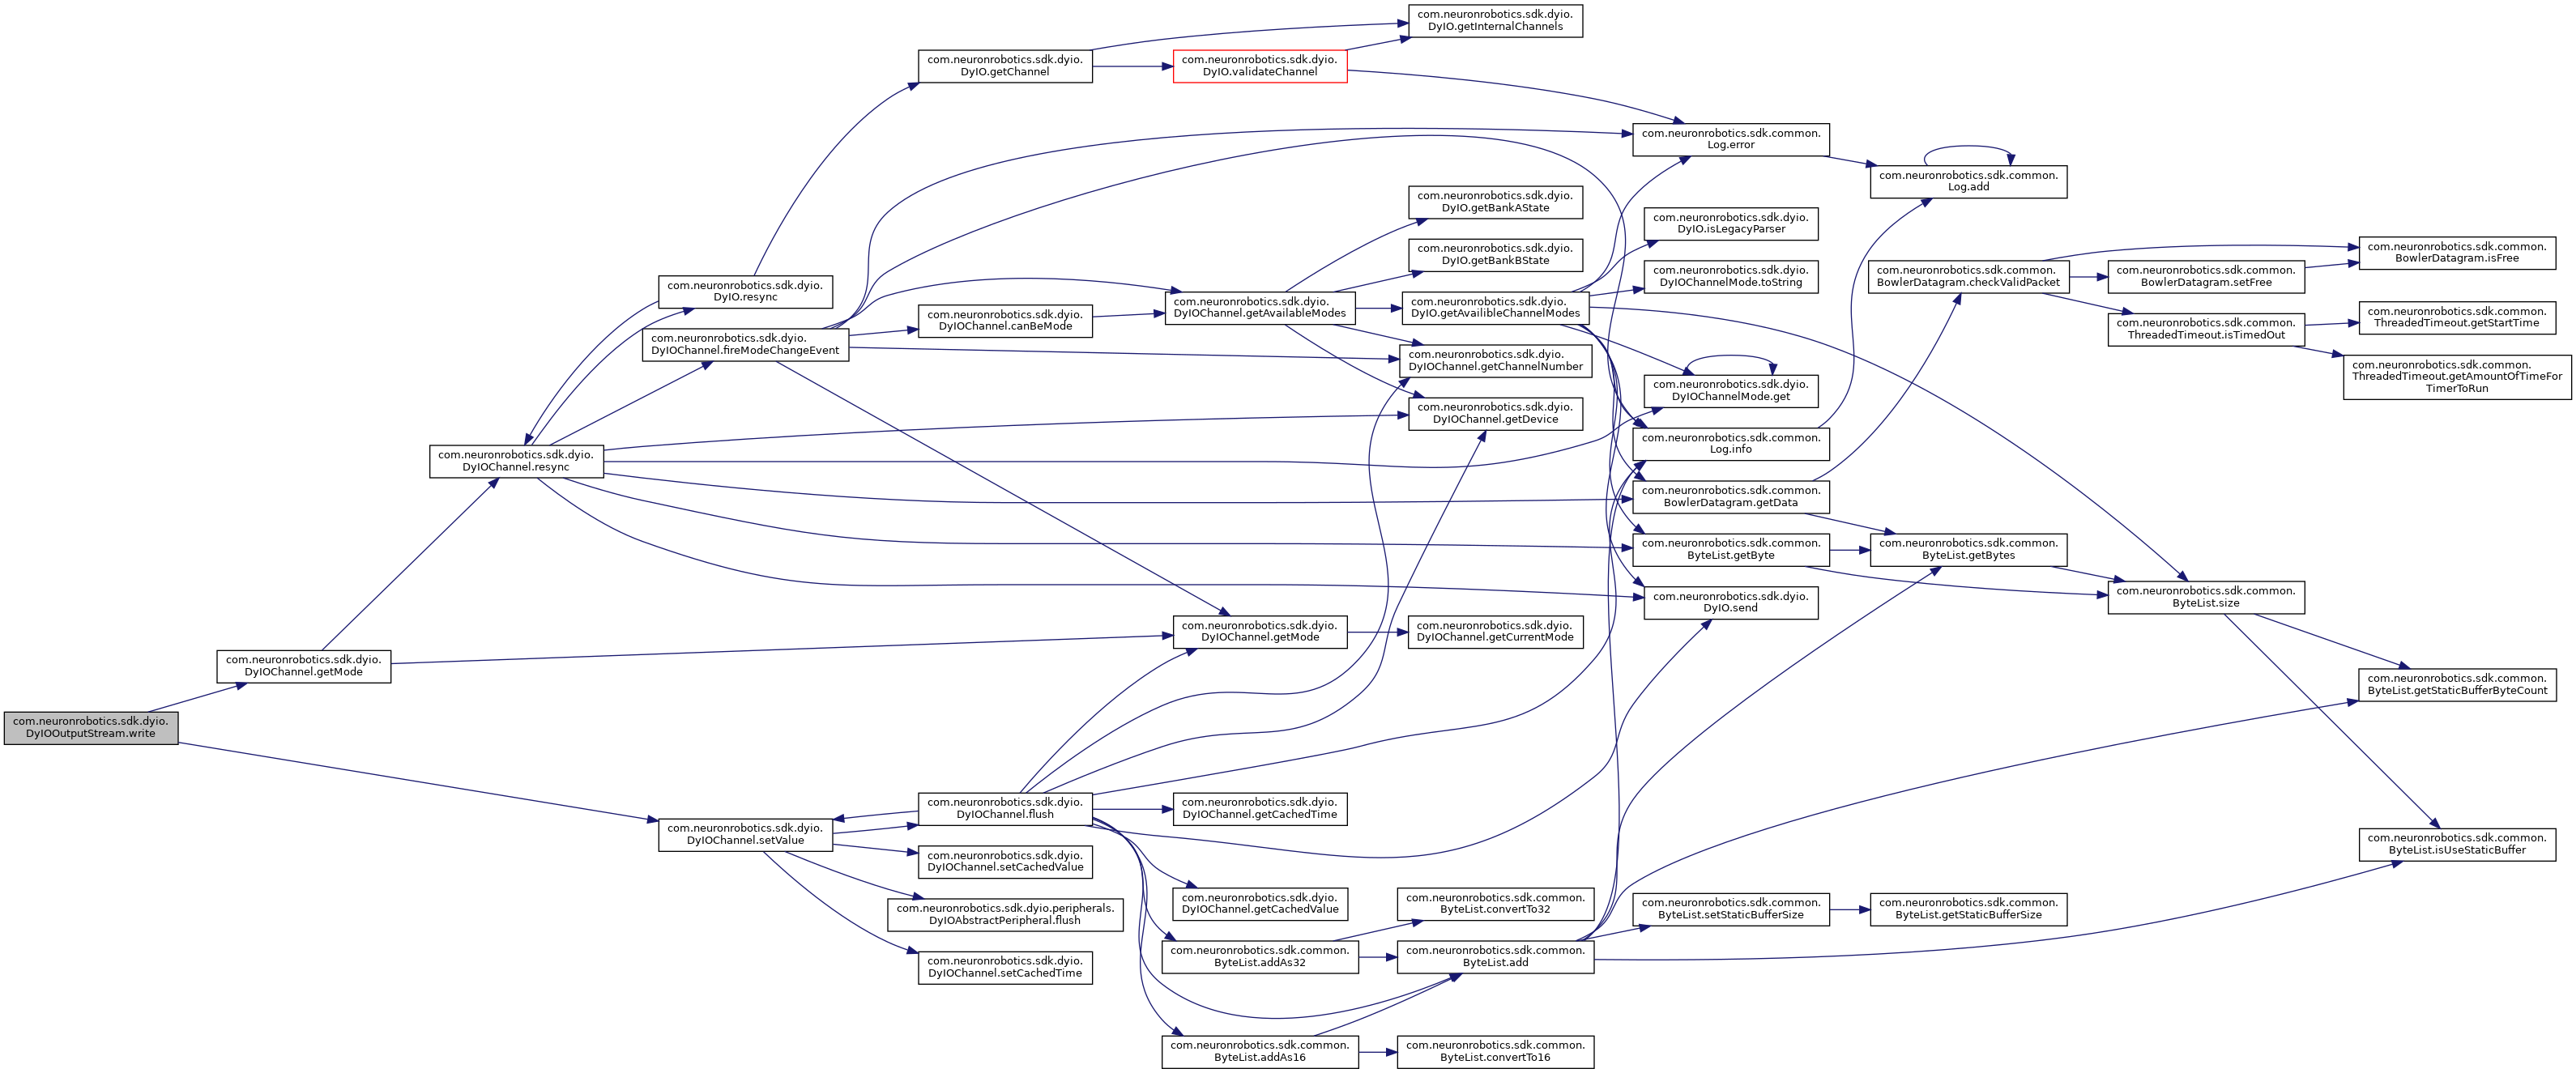 com.neuronrobotics.sdk.dyio.
DyIOOutputStream.write
com.neuronrobotics.sdk.dyio.
DyIOChannel.getMode
com.neuronrobotics.sdk.dyio.
DyIOChannel.resync
com.neuronrobotics.sdk.dyio.
DyIO.resync
com.neuronrobotics.sdk.dyio.
DyIOChannel.fireModeChangeEvent
com.neuronrobotics.sdk.dyio.
DyIOChannel.setValue
com.neuronrobotics.sdk.dyio.
DyIO.getChannel
com.neuronrobotics.sdk.dyio.
DyIOChannel.canBeMode
com.neuronrobotics.sdk.dyio.
DyIOChannel.flush
com.neuronrobotics.sdk.dyio.
DyIOChannel.setCachedValue
com.neuronrobotics.sdk.dyio.peripherals.
DyIOAbstractPeripheral.flush
com.neuronrobotics.sdk.dyio.
DyIOChannel.setCachedTime
com.neuronrobotics.sdk.dyio.
DyIO.validateChannel
com.neuronrobotics.sdk.dyio.
DyIOChannel.getAvailableModes
com.neuronrobotics.sdk.dyio.
DyIOChannel.getMode
com.neuronrobotics.sdk.dyio.
DyIOChannel.getCachedTime
com.neuronrobotics.sdk.dyio.
DyIOChannel.getCachedValue
com.neuronrobotics.sdk.common.
ByteList.addAs32
com.neuronrobotics.sdk.common.
ByteList.addAs16
com.neuronrobotics.sdk.dyio.
DyIO.getInternalChannels
com.neuronrobotics.sdk.dyio.
DyIO.getBankAState
com.neuronrobotics.sdk.dyio.
DyIO.getBankBState
com.neuronrobotics.sdk.dyio.
DyIO.getAvailibleChannelModes
com.neuronrobotics.sdk.dyio.
DyIOChannel.getChannelNumber
com.neuronrobotics.sdk.dyio.
DyIOChannel.getDevice
com.neuronrobotics.sdk.dyio.
DyIOChannel.getCurrentMode
com.neuronrobotics.sdk.common.
ByteList.convertTo32
com.neuronrobotics.sdk.common.
ByteList.add
com.neuronrobotics.sdk.common.
ByteList.convertTo16
com.neuronrobotics.sdk.common.
Log.error
com.neuronrobotics.sdk.dyio.
DyIO.isLegacyParser
com.neuronrobotics.sdk.dyio.
DyIOChannelMode.toString
com.neuronrobotics.sdk.dyio.
DyIOChannelMode.get
com.neuronrobotics.sdk.common.
Log.info
com.neuronrobotics.sdk.common.
BowlerDatagram.getData
com.neuronrobotics.sdk.common.
ByteList.getByte
com.neuronrobotics.sdk.dyio.
DyIO.send
com.neuronrobotics.sdk.common.
ByteList.setStaticBufferSize
com.neuronrobotics.sdk.common.
Log.add
com.neuronrobotics.sdk.common.
BowlerDatagram.checkValidPacket
com.neuronrobotics.sdk.common.
ByteList.getBytes
com.neuronrobotics.sdk.common.
ByteList.getStaticBufferSize
com.neuronrobotics.sdk.common.
BowlerDatagram.setFree
com.neuronrobotics.sdk.common.
ThreadedTimeout.isTimedOut
com.neuronrobotics.sdk.common.
ByteList.size
com.neuronrobotics.sdk.common.
BowlerDatagram.isFree
com.neuronrobotics.sdk.common.
ThreadedTimeout.getStartTime
com.neuronrobotics.sdk.common.
ThreadedTimeout.getAmountOfTimeFor
TimerToRun
com.neuronrobotics.sdk.common.
ByteList.getStaticBufferByteCount
com.neuronrobotics.sdk.common.
ByteList.isUseStaticBuffer